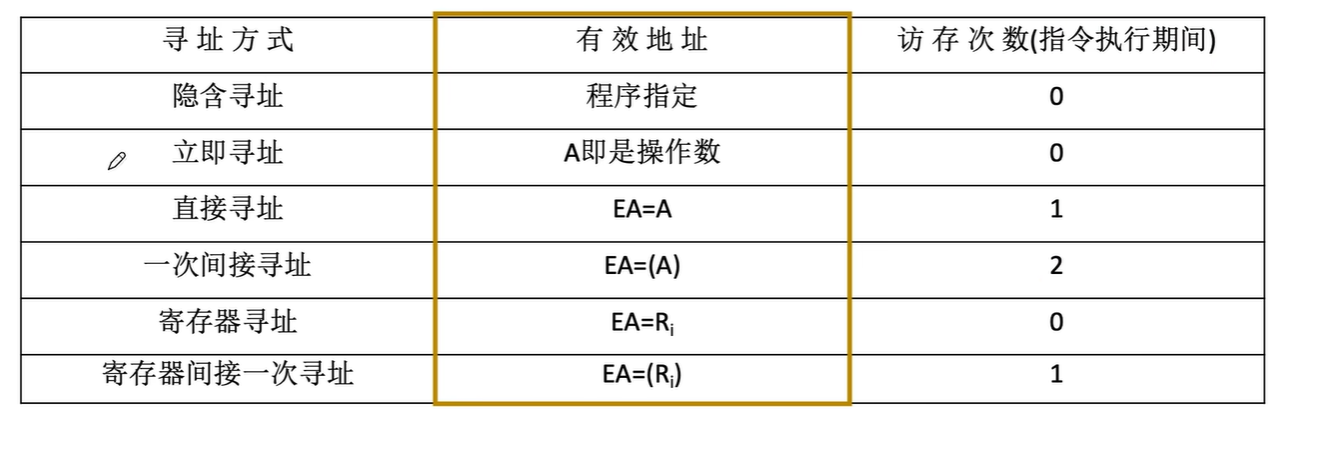 寻址方式 有效地址 访存次数(指令执行期间)
隐含寻址 程序指定 0
立即寻址 A即是操作数 0
直接寻址 EA=A 1
一次间接寻址 EA=(A) 2
寄存器寻址 EA=Rᵢ 0
寄存器间接一次寻址 EA=(Rᵢ) 1